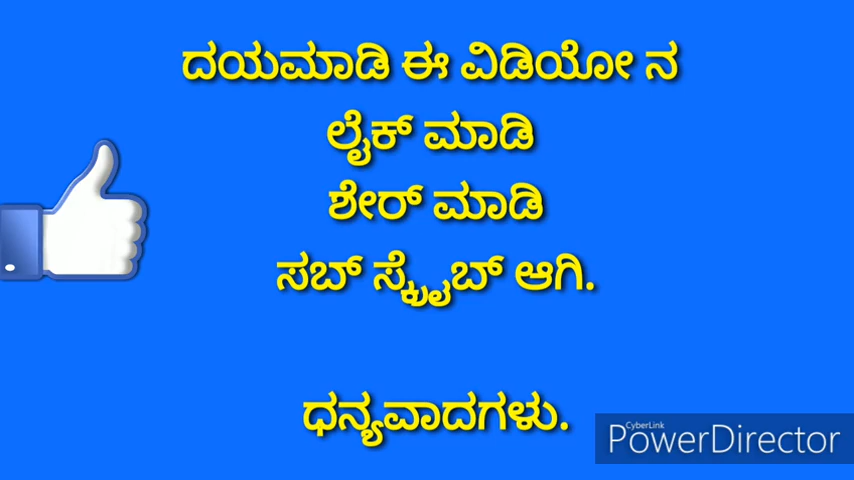 ದಯಮಾಡಿ ಈ ವಿಡಿಯೋ ನ
ಲೈಕ್ ಮಾಡಿ
ಶೇರ್ ಮಾಡಿ
ಸಬ್ ಸ್ಕ್ರೈಬ್ ಆಗಿ.
ಧನ್ಯವಾದಗಳು.
CyberLink
PowerDirector